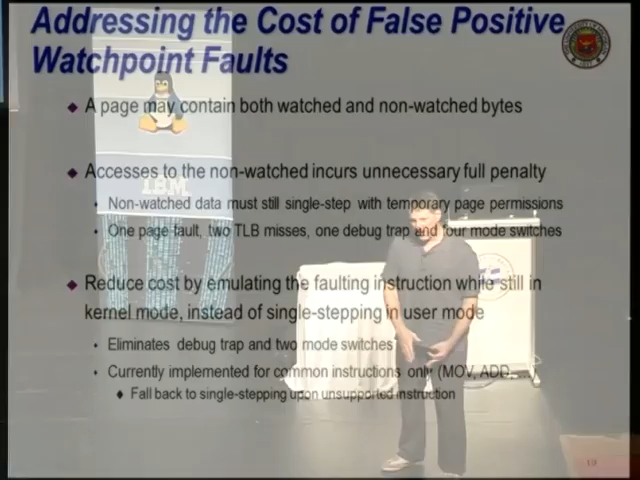 Addressing the Cost of False Positive
Watchpoint Faults
A page may contain both watched and non-watched bytes
Accesses to the non-watched incurs unnecessary full penalty
IBM
Non-watched data must still single-step with temporary page permissions
One page fault, two TLB misses, one debug trap and four mode switches
Reduce cost by emulating the faulting instruction while still in
kernel mode, instead of single-stepping in user mode
Eliminates debug trap and two mode switches
Currently implemented for common instructions only (MOV, ADD
Fall back to single-stepping upon unsupported instruction